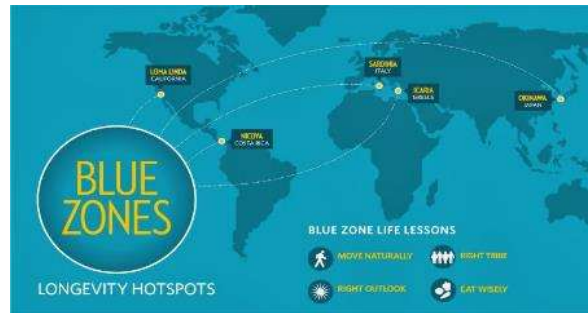 LOMA LINDA
CALIFORNIA
SARDINIA
ITALY
ICARIA
GREECE
OKINAWA
JAPAN
NICOYA
COSTA RICA
BLUE
ZONES
LONGEVITY HOTSPOTS
BLUE ZONE LIFE LESSONS
MOVE NATURALLY
RIGHT TRIBE
RIGHT OUTLOOK
EAT WISELY